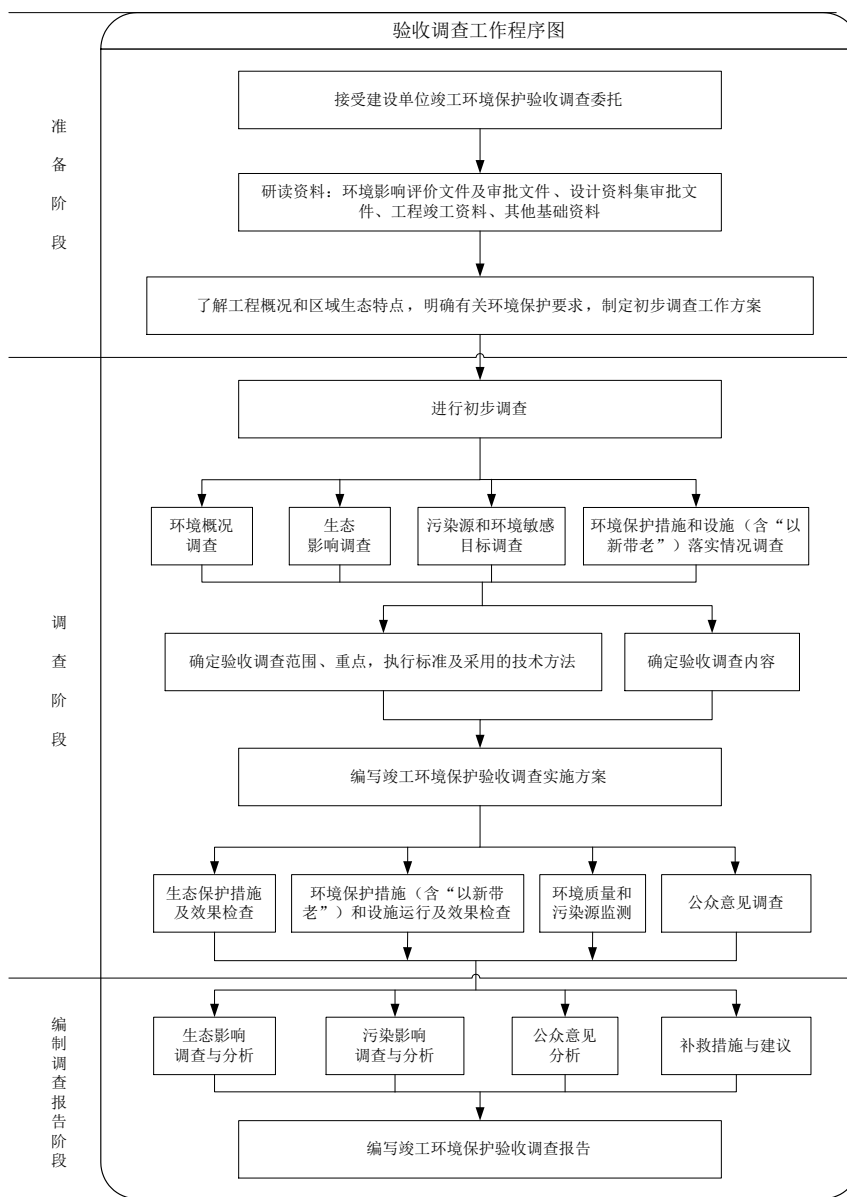 验收调查工作程序图
准备阶段
接受建设单位竣工环境保护验收调查委托
研读资料：环境影响评价文件及审批文件、设计资料集审批文
件、工程竣工资料、其他基础资料
了解工程概况和区域生态特点，明确有关环境保护要求，制定初步调查工作方案
调查阶段
进行初步调查
环境概况
调查
生态
影响调查
污染源和环境敏感
目标调查
环境保护措施和设施（含“以
新带老”）落实情况调查
确定验收调查范围、重点，执行标准及采用的技术方法
确定验收调查内容
编写竣工环境保护验收调查实施方案
生态保护措施
及效果检查
环境保护措施（含“以新带
老”）和设施运行及效果检查
环境质量和
污染源监测
公众意见调查
编制调查报告阶段
生态影响
调查与分析
污染影响
调查与分析
公众意见
分析
补救措施与建议
编写竣工环境保护验收调查报告